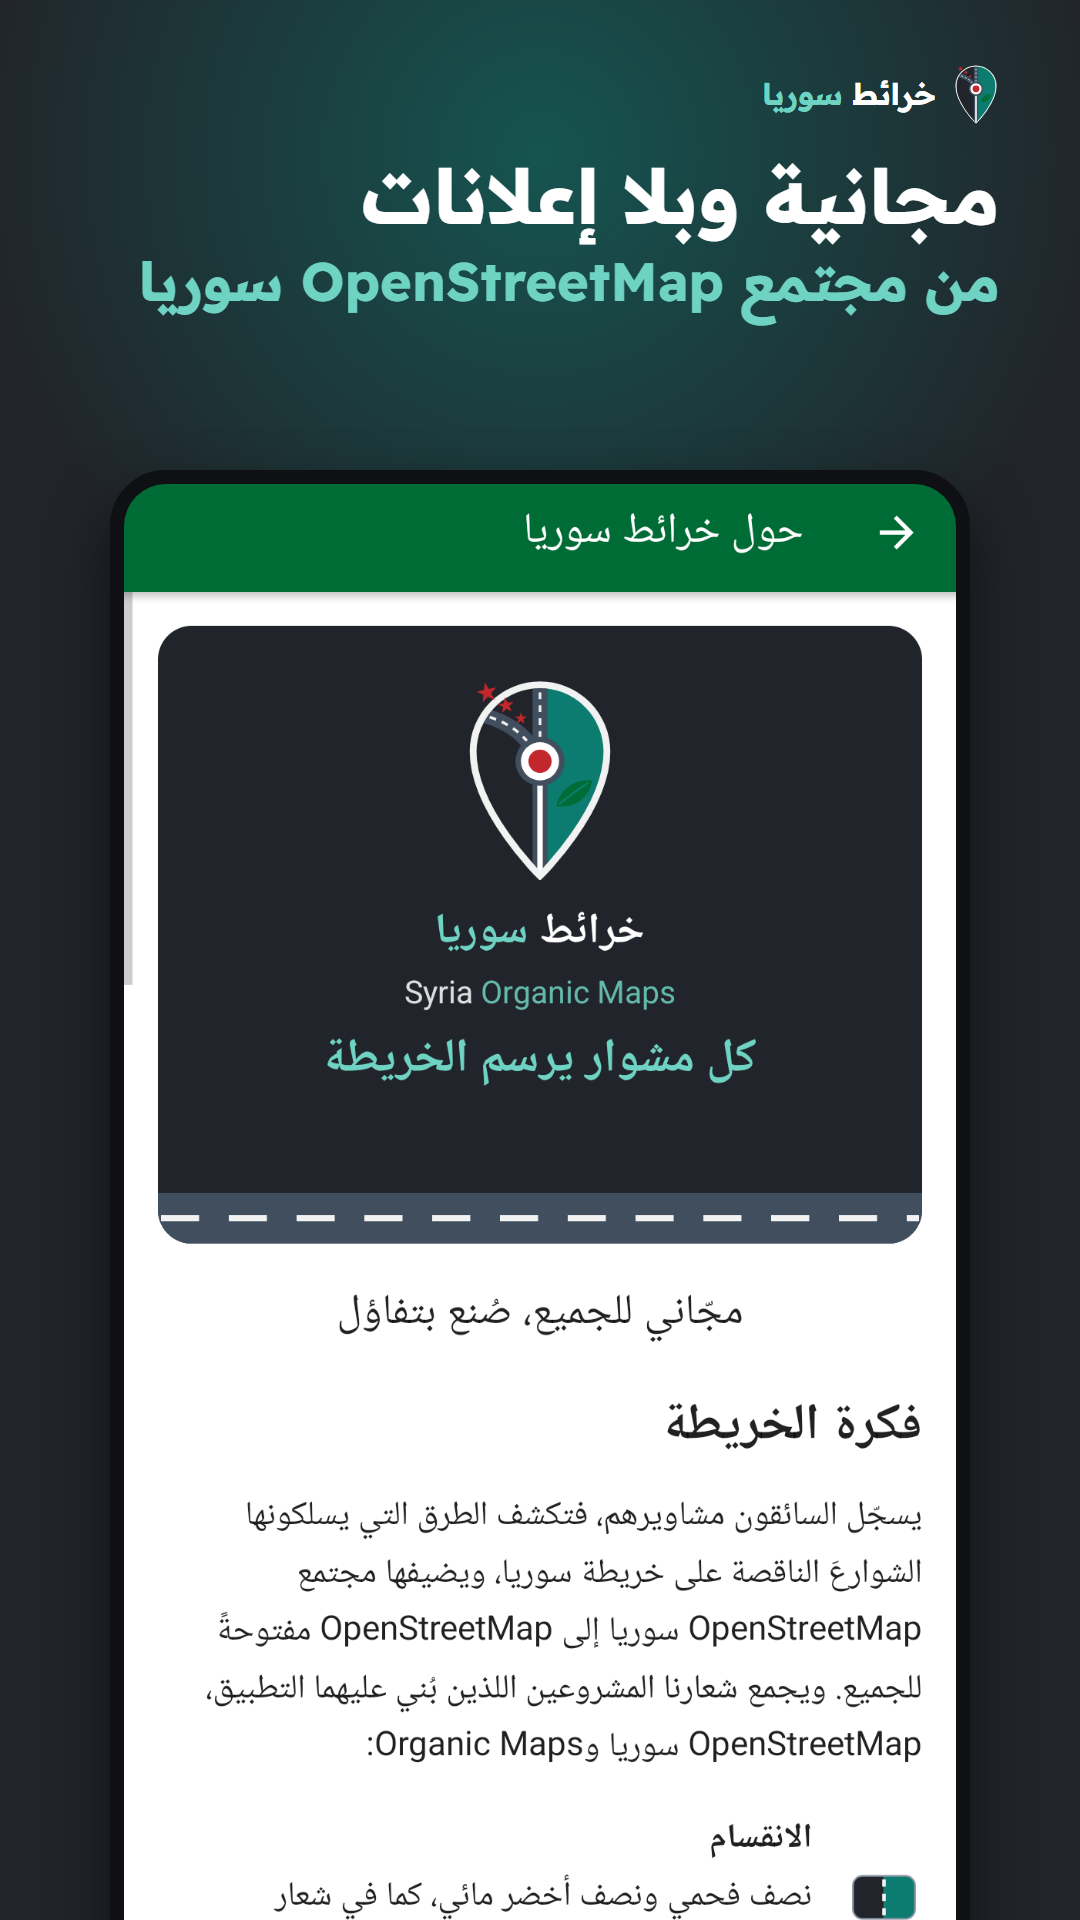 خرائط سوريا
مجانية وبلا إعلانات
من مجتمع OpenStreetMap سوريا
حول خرائط سوريا
خرائط سوريا
Syria Organic Maps
كل مشوار يرسم الخريطة
مجّاني للجميع، صُنع بتفاؤل
فكرة الخريطة
يسجّل السائقون مشاويرهم، فتكشف الطرق التي يسلكونها
الشوارعَ الناقصة على خريطة سوريا، ويضيفها مجتمع
OpenStreetMap سوريا إلى OpenStreetMap مفتوحةً
للجميع. ويجمع شعارنا المشروعين اللذين بُني عليهما التطبيق،
OpenStreetMap سوريا وOrganic Maps:
الانقسام
نصف فحمي ونصف أخضر مائي، كما في شعار